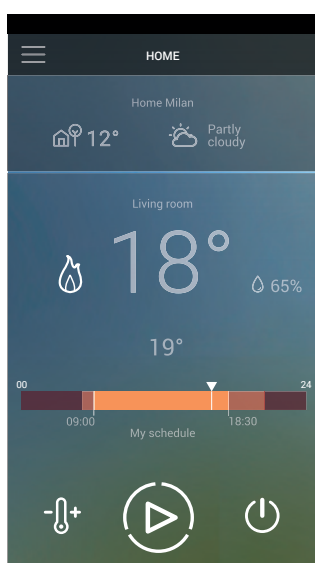 HOME
Home Milan
12°
Partly
cloudy
Living room
18°
65%
19°
00
24
09:00
18:30
My schedule